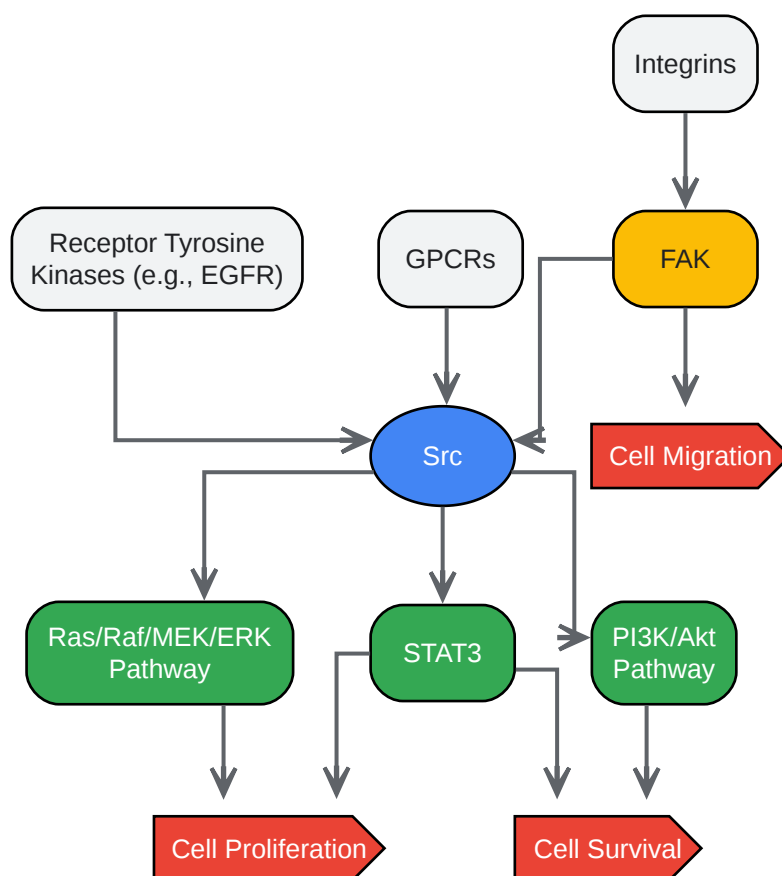 Integrins
Receptor Tyrosine
Kinases (e.g., EGFR)
GPCRs
FAK
Src
Cell Migration
Ras/Raf/MEK/ERK
Pathway
STAT3
PI3K/Akt
Pathway
Cell Proliferation
Cell Survival